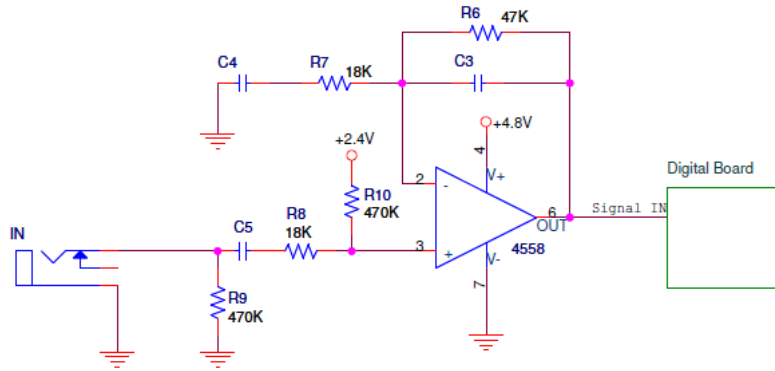 R6 47K
C4 R7 18K C3
+2.4V
+4.8V
4
V+
Digital Board
2 -
R10
470K
6 Signal IN
OUT
IN
C5 R8
18K
3 +
4558
V-
7
R9
470K